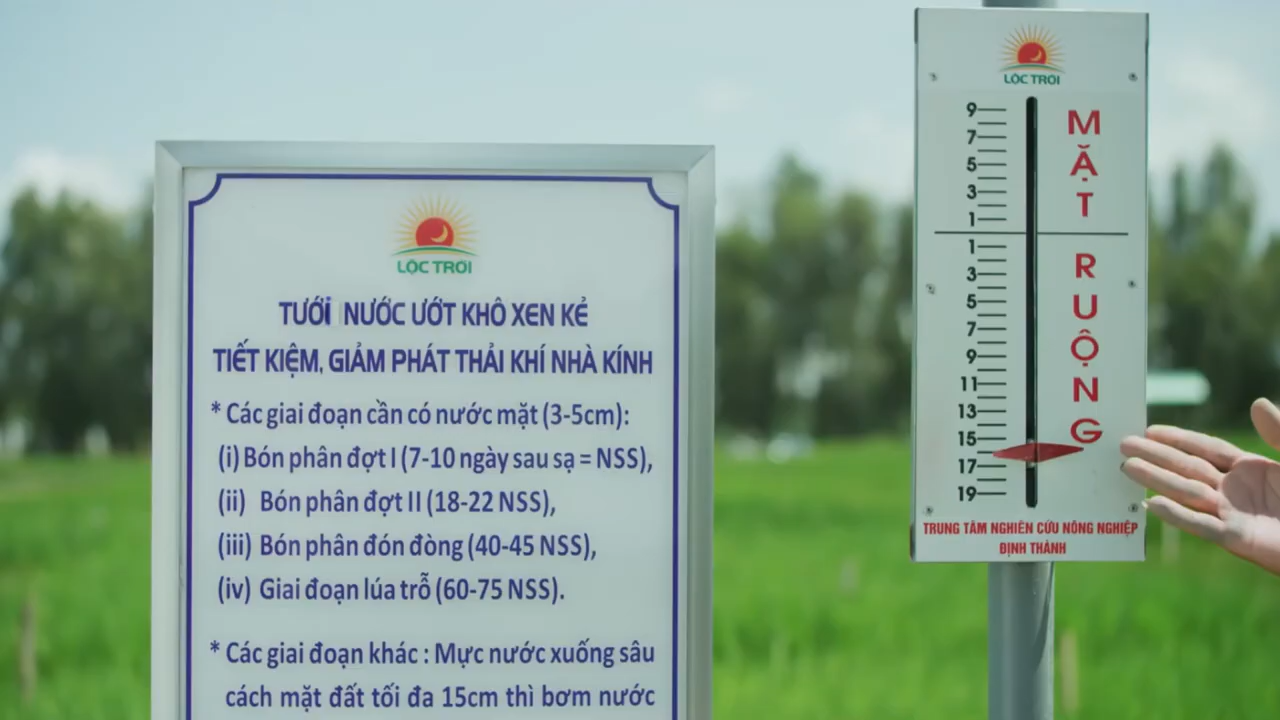 LỘC TRỜI
TƯỚI NƯỚC ƯỚT KHÔ XEN KẺ
TIẾT KIỆM, GIẢM PHÁT THẢI KHÍ NHÀ KÍNH
* Các giai đoạn cần có nước mặt (3-5cm):
(i) Bón phân đợt I (7-10 ngày sau sạ = NSS),
(ii) Bón phân đợt II (18-22 NSS),
(iii) Bón phân đón đòng (40-45 NSS),
(iv) Giai đoạn lúa trỗ (60-75 NSS).
* Các giai đoạn khác : Mực nước xuống sâu
cách mặt đất tối đa 15cm thì bơm nước
LỘC TRỜI
9
7
5
3
1
1
3
5
7
9
11
13
15
17
19
MẶT RUỘNG
TRUNG TÂM NGHIÊN CỨU NÔNG NGHIỆP
ĐỊNH THÀNH